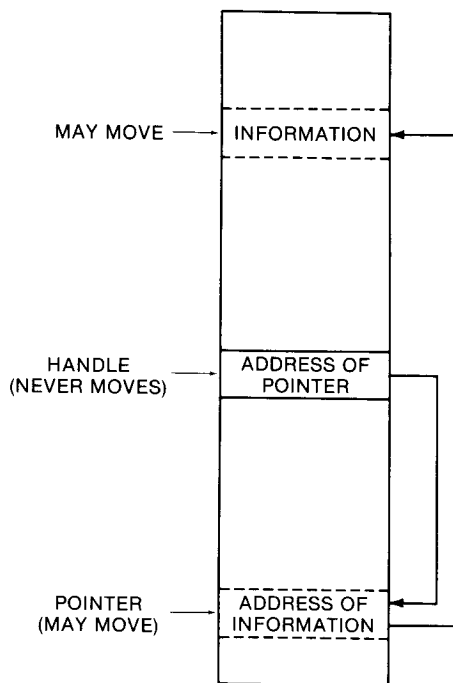 MAY MOVE
INFORMATION
HANDLE
(NEVER MOVES)
ADDRESS OF
POINTER
POINTER
(MAY MOVE)
ADDRESS OF
INFORMATION